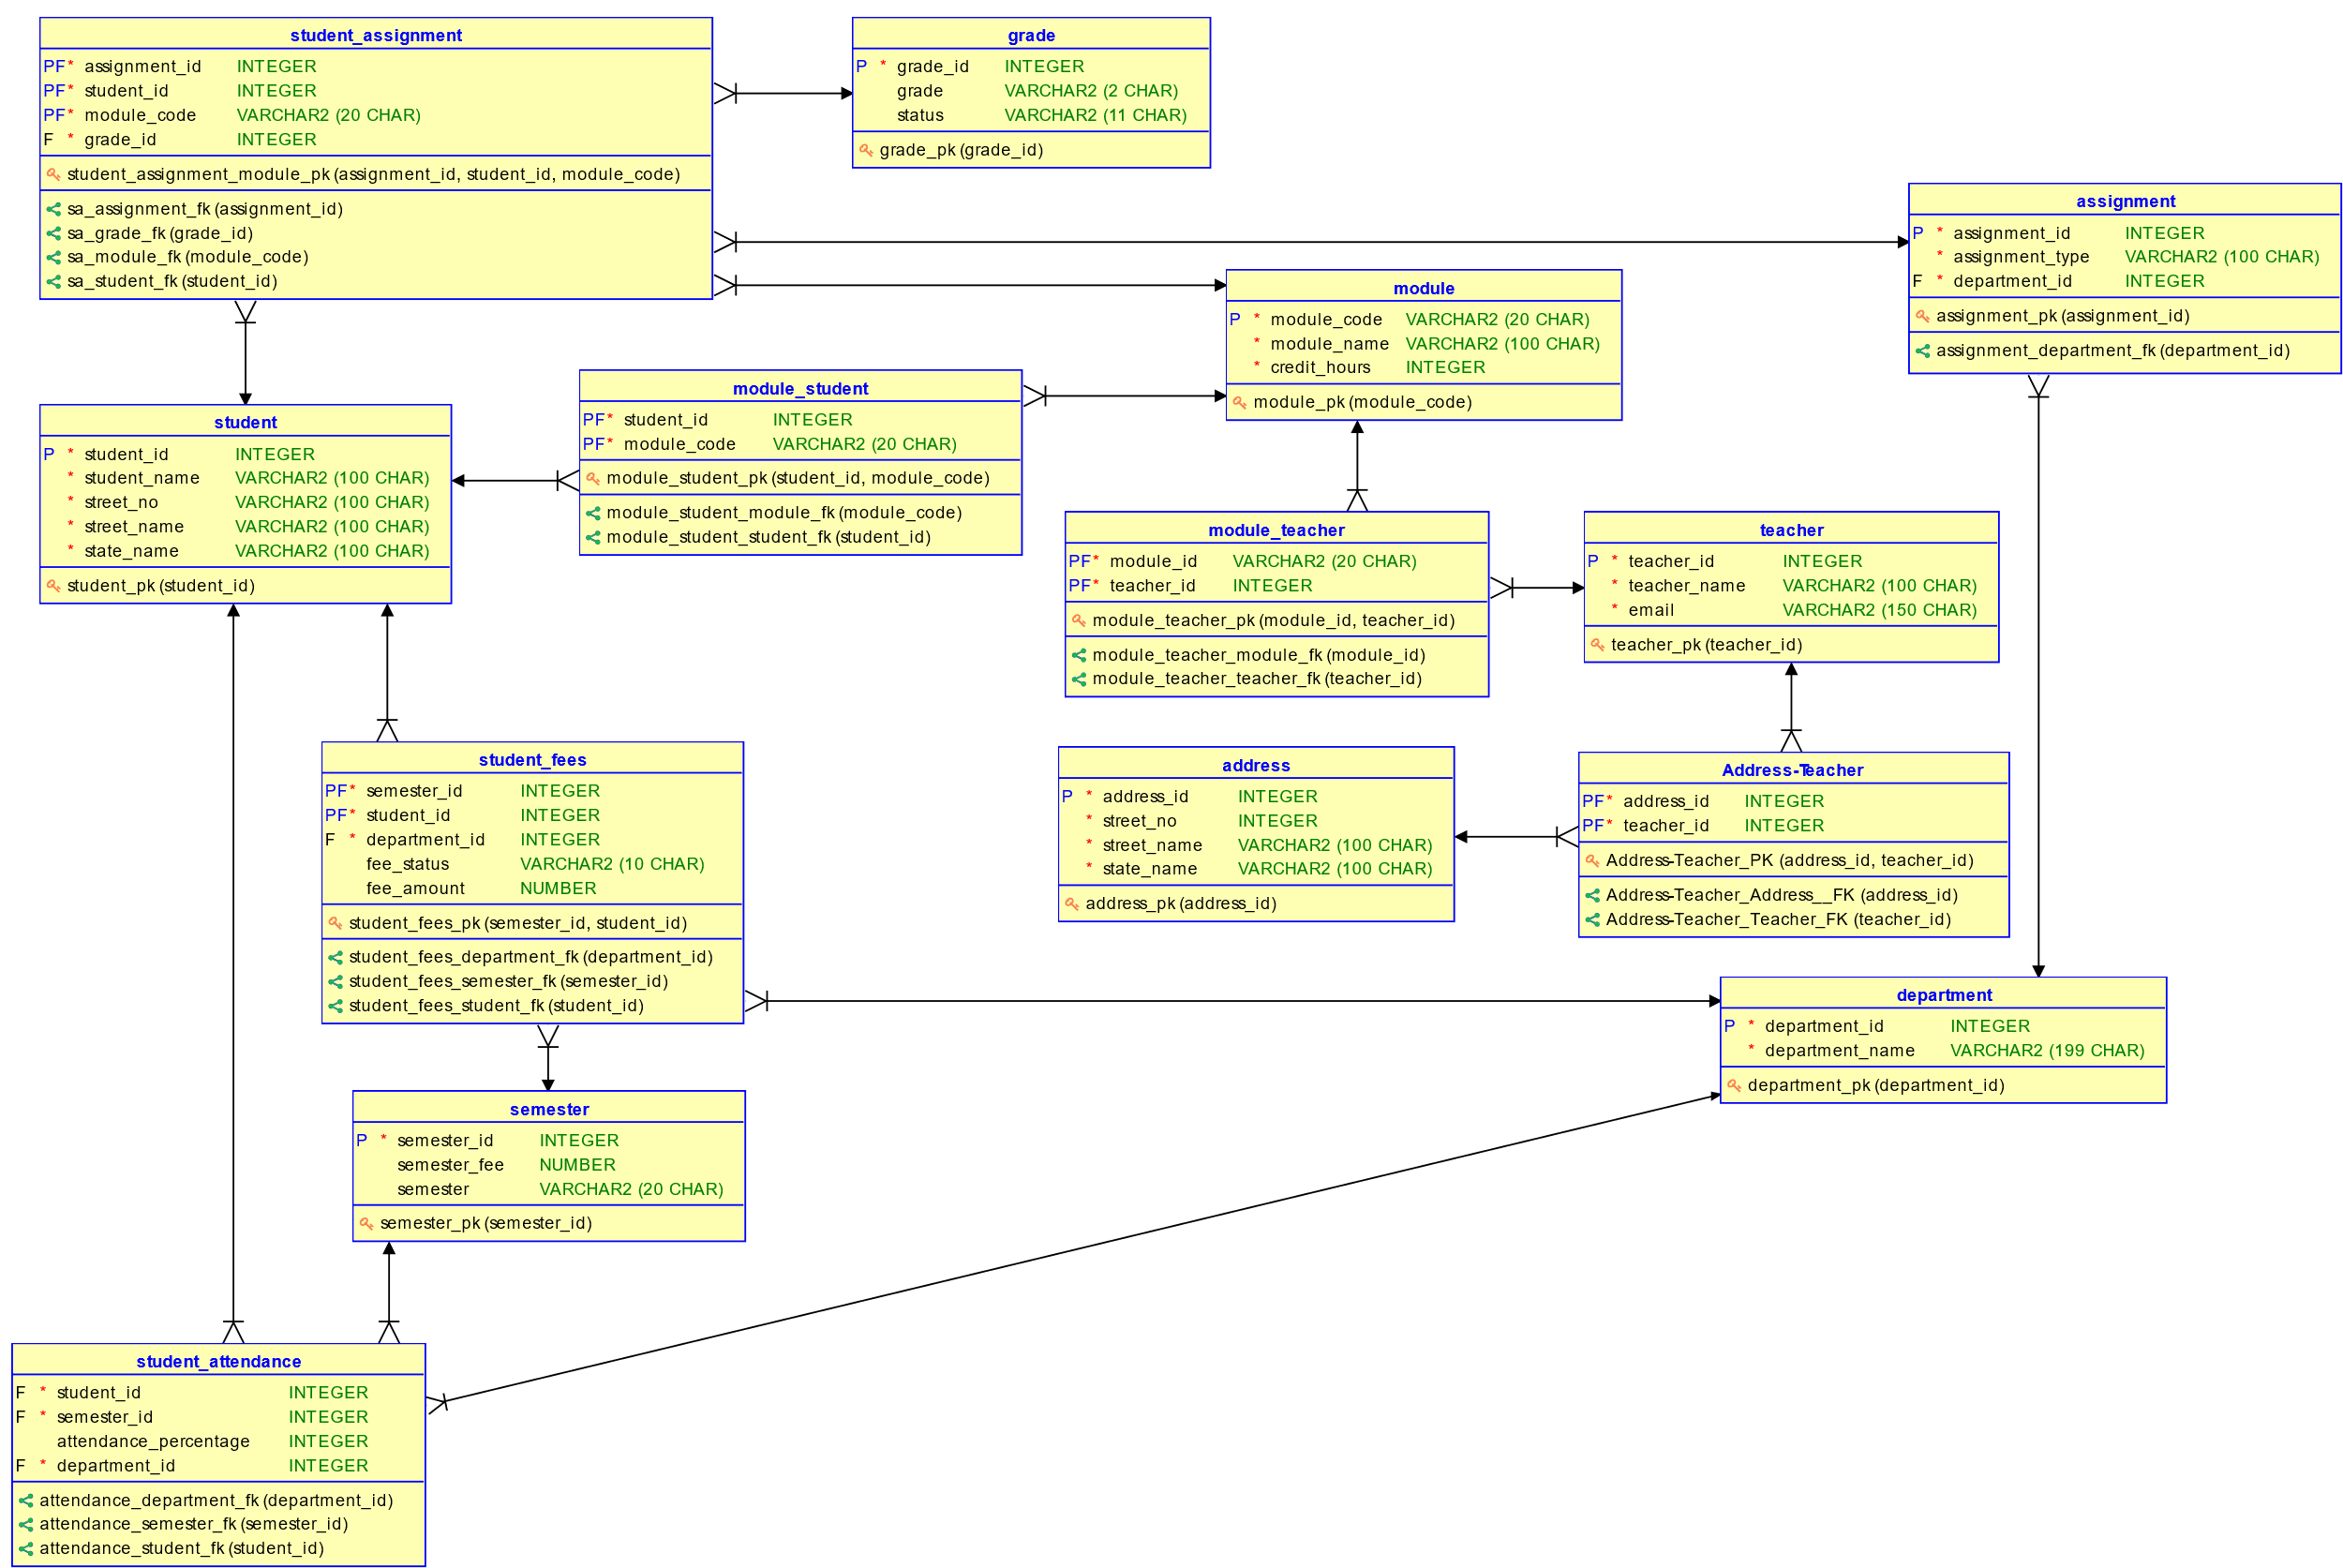 student_assignment
PF* assignment_id INTEGER
PF* student_id INTEGER
PF* module_code VARCHAR2 (20 CHAR)
F * grade_id INTEGER
student_assignment_module_pk (assignment_id, student_id, module_code)
sa_assignment_fk (assignment_id)
sa_grade_fk (grade_id)
sa_module_fk (module_code)
sa_student_fk (student_id)
grade
P * grade_id INTEGER
grade VARCHAR2 (2 CHAR)
status VARCHAR2 (11 CHAR)
grade_pk (grade_id)
assignment
P * assignment_id INTEGER
* assignment_type VARCHAR2 (100 CHAR)
F * department_id INTEGER
assignment_pk (assignment_id)
assignment_department_fk (department_id)
module
P * module_code VARCHAR2 (20 CHAR)
* module_name VARCHAR2 (100 CHAR)
* credit_hours INTEGER
module_pk (module_code)
module_student
PF* student_id INTEGER
PF* module_code VARCHAR2 (20 CHAR)
module_student_pk (student_id, module_code)
module_student_module_fk (module_code)
module_student_student_fk (student_id)
student
P * student_id INTEGER
* student_name VARCHAR2 (100 CHAR)
* street_no VARCHAR2 (100 CHAR)
* street_name VARCHAR2 (100 CHAR)
* state_name VARCHAR2 (100 CHAR)
student_pk (student_id)
module_teacher
PF* module_id VARCHAR2 (20 CHAR)
PF* teacher_id INTEGER
module_teacher_pk (module_id, teacher_id)
module_teacher_module_fk (module_id)
module_teacher_teacher_fk (teacher_id)
teacher
P * teacher_id INTEGER
* teacher_name VARCHAR2 (100 CHAR)
* email VARCHAR2 (150 CHAR)
teacher_pk (teacher_id)
student_fees
PF* semester_id INTEGER
PF* student_id INTEGER
F * department_id INTEGER
fee_status VARCHAR2 (10 CHAR)
fee_amount NUMBER
student_fees_pk (semester_id, student_id)
student_fees_department_fk (department_id)
student_fees_semester_fk (semester_id)
student_fees_student_fk (student_id)
address
P * address_id INTEGER
* street_no INTEGER
* street_name VARCHAR2 (100 CHAR)
* state_name VARCHAR2 (100 CHAR)
address_pk (address_id)
Address-Teacher
PF* address_id INTEGER
PF* teacher_id INTEGER
Address-Teacher_PK (address_id, teacher_id)
Address-Teacher_Address__FK (address_id)
Address-Teacher_Teacher_FK (teacher_id)
department
P * department_id INTEGER
* department_name VARCHAR2 (199 CHAR)
department_pk (department_id)
semester
P * semester_id INTEGER
semester_fee NUMBER
semester VARCHAR2 (20 CHAR)
semester_pk (semester_id)
student_attendance
F * student_id INTEGER
F * semester_id INTEGER
attendance_percentage INTEGER
F * department_id INTEGER
attendance_department_fk (department_id)
attendance_semester_fk (semester_id)
attendance_student_fk (student_id)